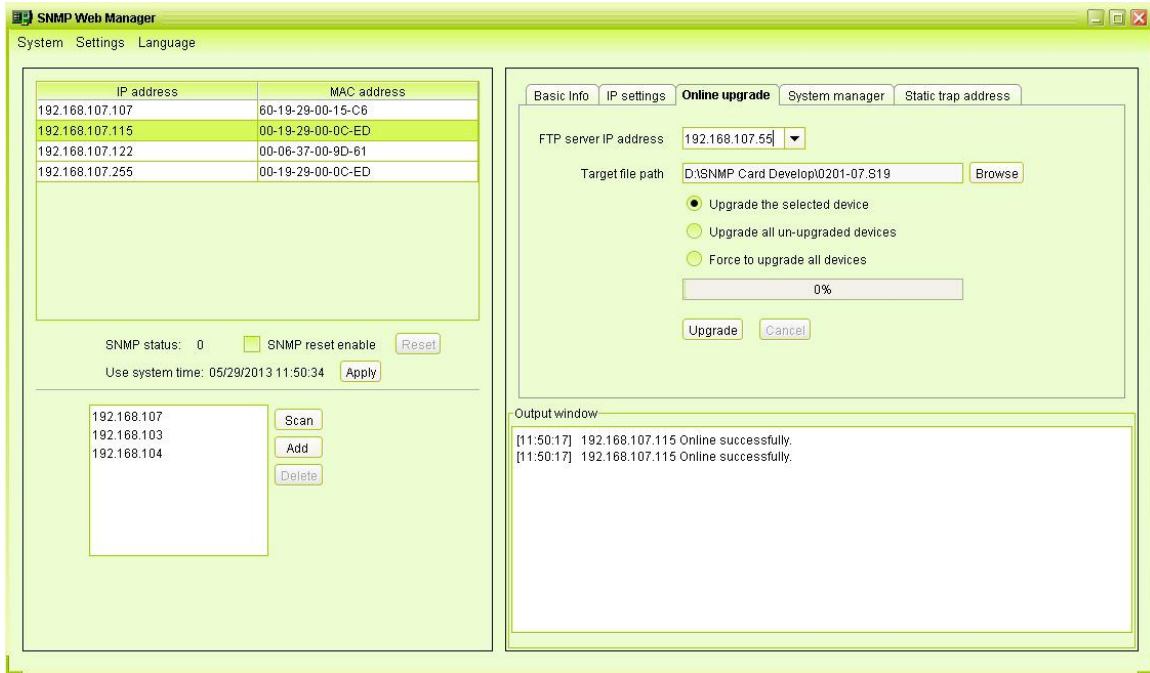 SNMP Web Manager
System Settings Language
IP address MAC address
192.168.107.107 60-19-29-00-15-C6
192.168.107.115 00-19-29-00-0C-ED
192.168.107.122 00-06-37-00-9D-61
192.168.107.255 00-19-29-00-0C-ED
SNMP status: 0 SNMP reset enable Reset
Use system time: 05/29/2013 11:50:34 Apply
192.168.107
192.168.103
192.168.104
Scan
Add
Delete
Basic Info IP settings Online upgrade System manager Static trap address
FTP server IP address 192.168.107.55
Target file path D:\SNMP Card Develop\0201-07.S19 Browse
Upgrade the selected device
Upgrade all un-upgraded devices
Force to upgrade all devices
0%
Upgrade Cancel
Output window
[11:50:17] 192.168.107.115 Online successfully.
[11:50:17] 192.168.107.115 Online successfully.